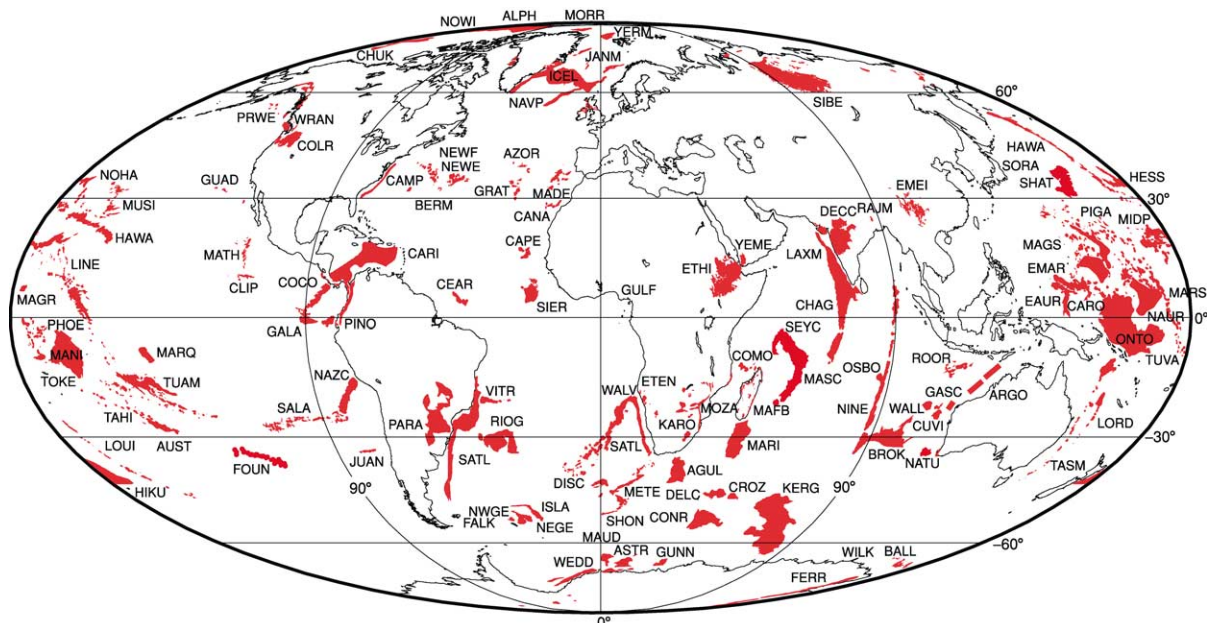 NOWI ALPH MORR
YERM
CHUK JANM
ICEL
NAVP SIBE
60°
PRWE WRAN
COLR
HAWA
SORA
NOHA GUAD CAMP NEWF NEWE AZOR SHAT HESS
GRAT MADE EMEI
BERM 30°
MUSI CANA DECC RAJM PIGA MIDP
HAWA
MATH CARI CAPE YEME LAXM MAGS
LINE ETHI EMAR
CLIP COCO CEAR SIER GULF CHAG EAUR CARO MARS
MAGR NAUR
PHOE GALA PINO SEYC 0°
MANI MARQ COMO ROOR ONTO
TUVA
TOKE TUAM NAZC VITR WALV ETEN MASC OSBO GASC ARGO
TAHI SALA PARA RIOG MOZA MAFB NINE WALL
KARO CUVI LORD
LOUI AUST SATL SATL MARI BROK −30°
FOUN JUAN NATU
HIKU 90° DISC METE AGUL 90° TASM
DELC CROZ KERG
NWGE ISLA
FALK NEGE SHON CONR
MAUD −60°
WEDD ASTR GUNN WILK BALL
FERR
0°